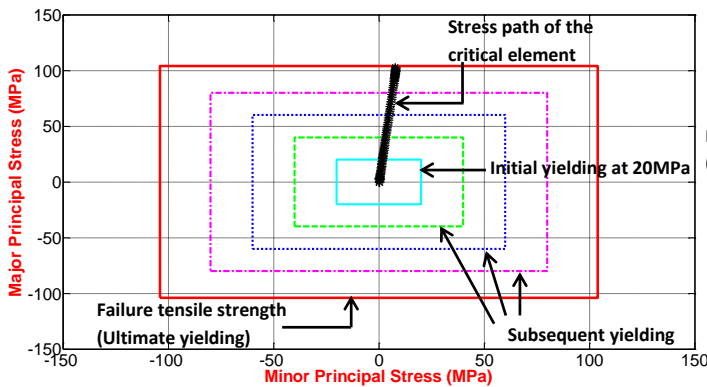 Stress path of the
critical element
150
100
50
0
-50
-100
-150
Major Principal Stress (MPa)
Initial yielding at 20MPa
Failure tensile strength
(Ultimate yielding)
Subsequent yielding
-150
-100
-50
0
50
100
150
Minor Principal Stress (MPa)